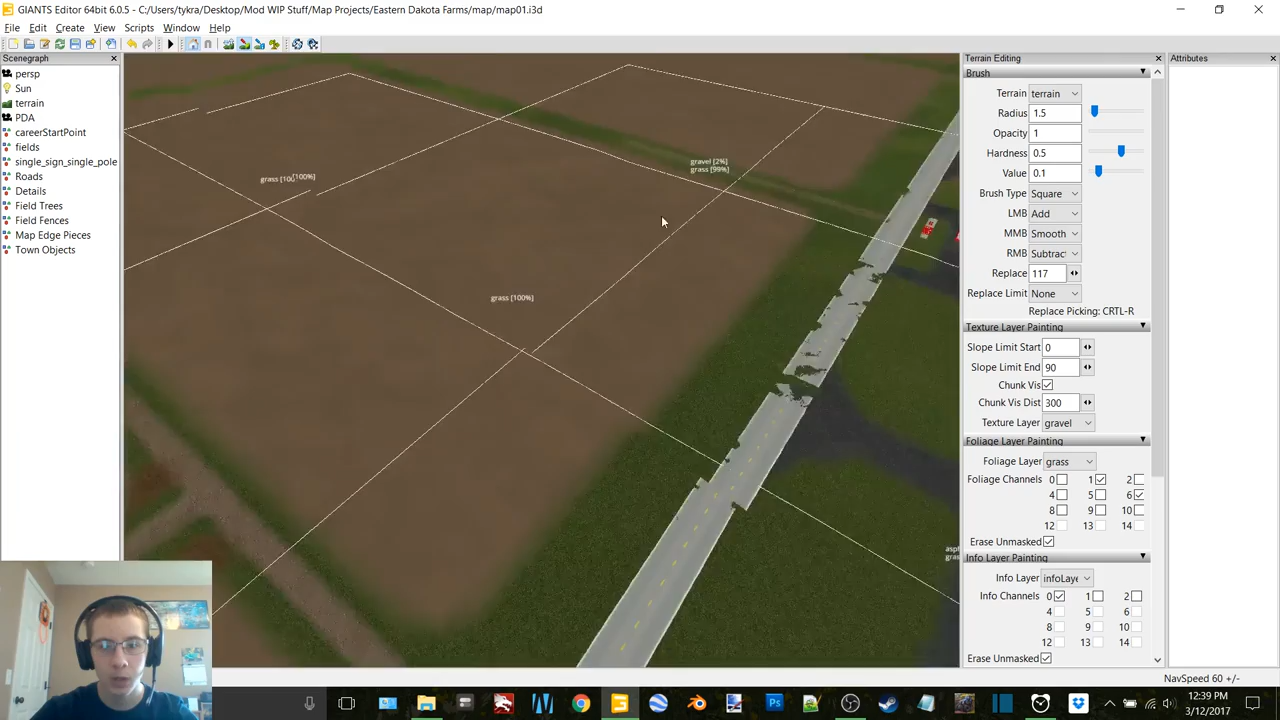 GIANTS Editor 64bit 6.0.5 - C:/Users/tykra/Desktop/Mod WIP Stuff/Map Projects/Eastern Dakota Farms/map/map01.i3d
File Edit Create View Scripts Window Help
Scenegraph
persp
Sun
terrain
PDA
careerStartPoint
fields
single_sign_single_pole
Roads
Details
Field Trees
Field Fences
Map Edge Pieces
Town Objects
gravel [2%]
grass [99%]
grass [100%]
grass [100%]
Terrain Editing
Brush
Terrain terrain
Radius 1.5
Opacity 1
Hardness 0.5
Value 0.1
Brush Type Square
LMB Add
MMB Smooth
RMB Subtrac
Replace 117
Replace Limit None
Replace Picking: CRTL-R
Texture Layer Painting
Slope Limit Start 0
Slope Limit End 90
Chunk Vis
Chunk Vis Dist 300
Texture Layer gravel
Foliage Layer Painting
Foliage Layer grass
Foliage Channels 0 1 2
4 5 6
8 9 10
12 13 14
Erase Unmasked
Info Layer Painting
Info Layer infoLaye
Info Channels 0 1 2
4 5 6
8 9 10
12 13 14
Erase Unmasked
Attributes
NavSpeed 60 +/-
12:39 PM
3/12/2017